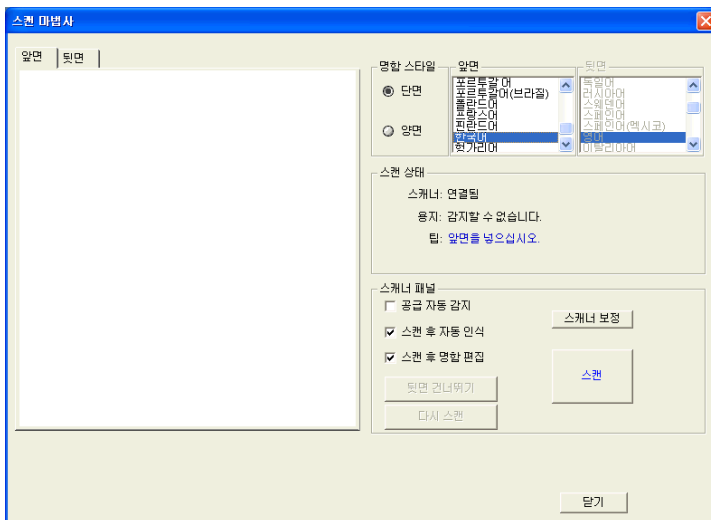 스캔 마법사
앞면
뒷면
명함 스타일
단면
양면
앞면
포르투갈 어
포르투갈어(브라질)
폴란드어
프랑스어
핀란드어
한국어
헝가리어
뒷면
독일어
러시아어
스웨덴어
스페인어
스페인어(멕시코)
영어
이탈리아어
스캔 상태
스캐너: 연결됨
용지: 감지할 수 없습니다.
팁: 앞면을 넣으십시오.
스캐너 패널
공급 자동 감지
스캔 후 자동 인식
스캔 후 명함 편집
뒷면 건너뛰기
다시 스캔
스캐너 보정
스캔
닫기